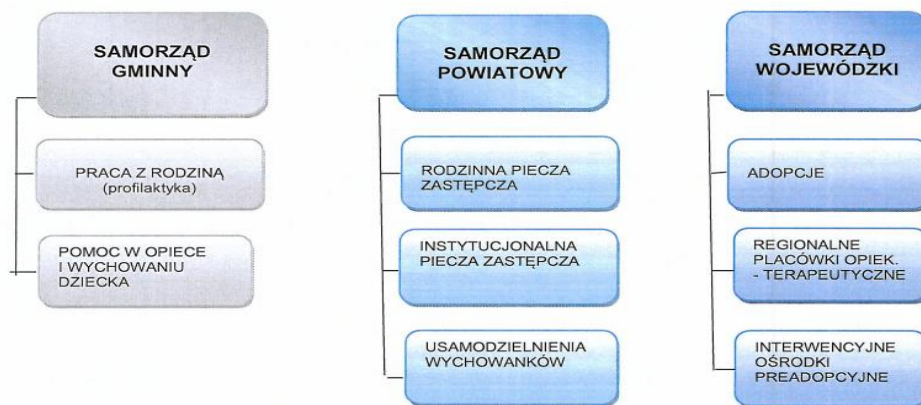 SAMORZĄD
GMINNY
PRACA Z RODZINĄ
(profilaktyka)
POMOC W OPIECE
I WYCHOWANIU
DZIECKA
SAMORZĄD
POWIATOWY
RODZINNA PIECZA
ZASTĘPCZA
INSTYTUCJONALNA
PIECZA ZASTĘPCZA
USAMODZIELNIENIA
WYCHOWANKÓW
SAMORZĄD
WOJEWÓDZKI
ADOPCJE
REGIONALNE
PLACÓWKI OPIEK.
- TERAPEUTYCZNE
INTERWENCYJNE
OŚRODKI
PREADOPCYJNE